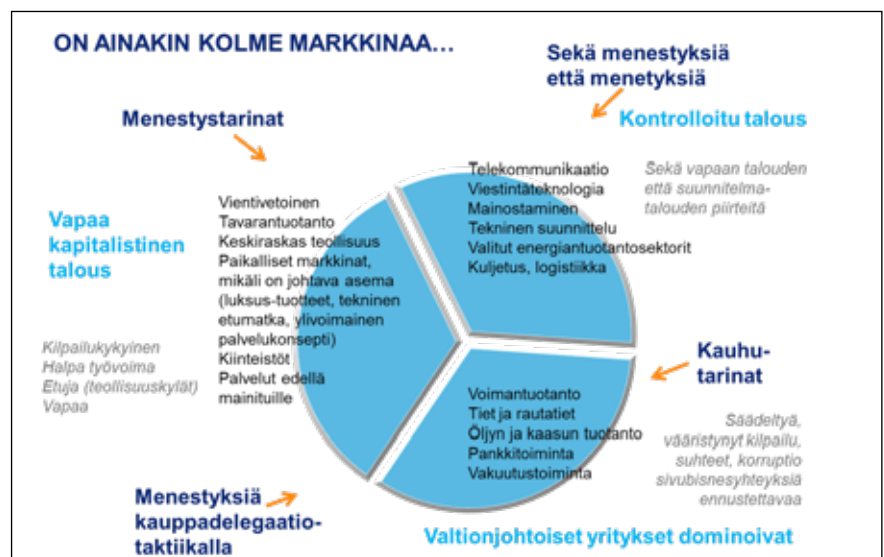 ON AINAKIN KOLME MARKKINAA…
Sekä menestyksiä
että menetyksiä
Menestystarinat
Kontrolloitu talous
Telekommunikaatio
Viestintäteknologia
Mainostaminen
Tekninen suunnittelu
Valitut energiantuotantosektorit
Kuljetus, logistiikka
Sekä vapaan talouden
että suunnitelma-
talouden piirteitä
Vapaa
kapitalistinen
talous
Vientivetoinen
Tavarantuotanto
Keskiraskas teollisuus
Paikalliset markkinat,
mikäli on johtava asema
(luksus-tuotteet, tekninen
etumatka, ylivoimainen
palvelukonsepti)
Kiinteistöt
Palvelut edellä
mainituille
Kilpailukykyinen
Halpa työvoima
Etuja (teollisuuskylät)
Vapaa
Kauhu-
tarinat
Voimantuotanto
Tiet ja rautatiet
Öljyn ja kaasun tuotanto
Pankkitoiminta
Vakuutustoiminta
Säädeltyä,
vääristynyt kilpailu,
suhteet, korruptio
sivubisnesyhteyksiä
ennustettavaa
Menestyksiä
kauppadelegaatio-
taktiikalla
Valtionjohtoiset yritykset dominoivat